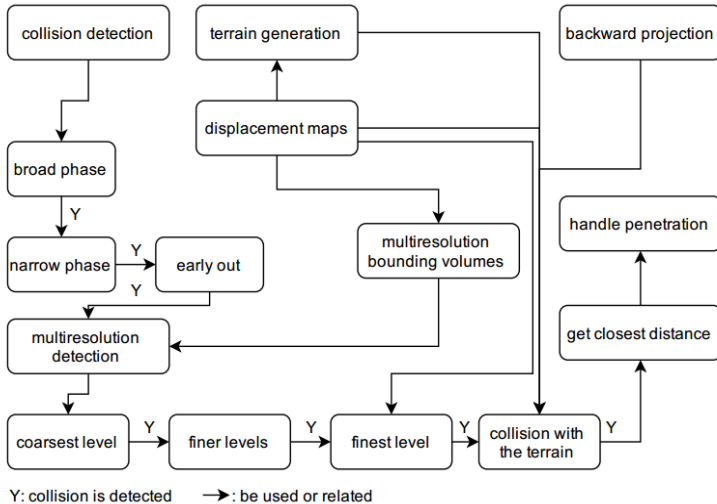 collision detection
terrain generation
backward projection
displacement maps
broad phase
Y
handle penetration
multiresolution
bounding volumes
narrow phase
Y
early out
Y
multiresolution
detection
get closest distance
coarsest level
Y
finer levels
Y
finest level
Y
collision with
the terrain
Y
Y: collision is detected
: be used or related